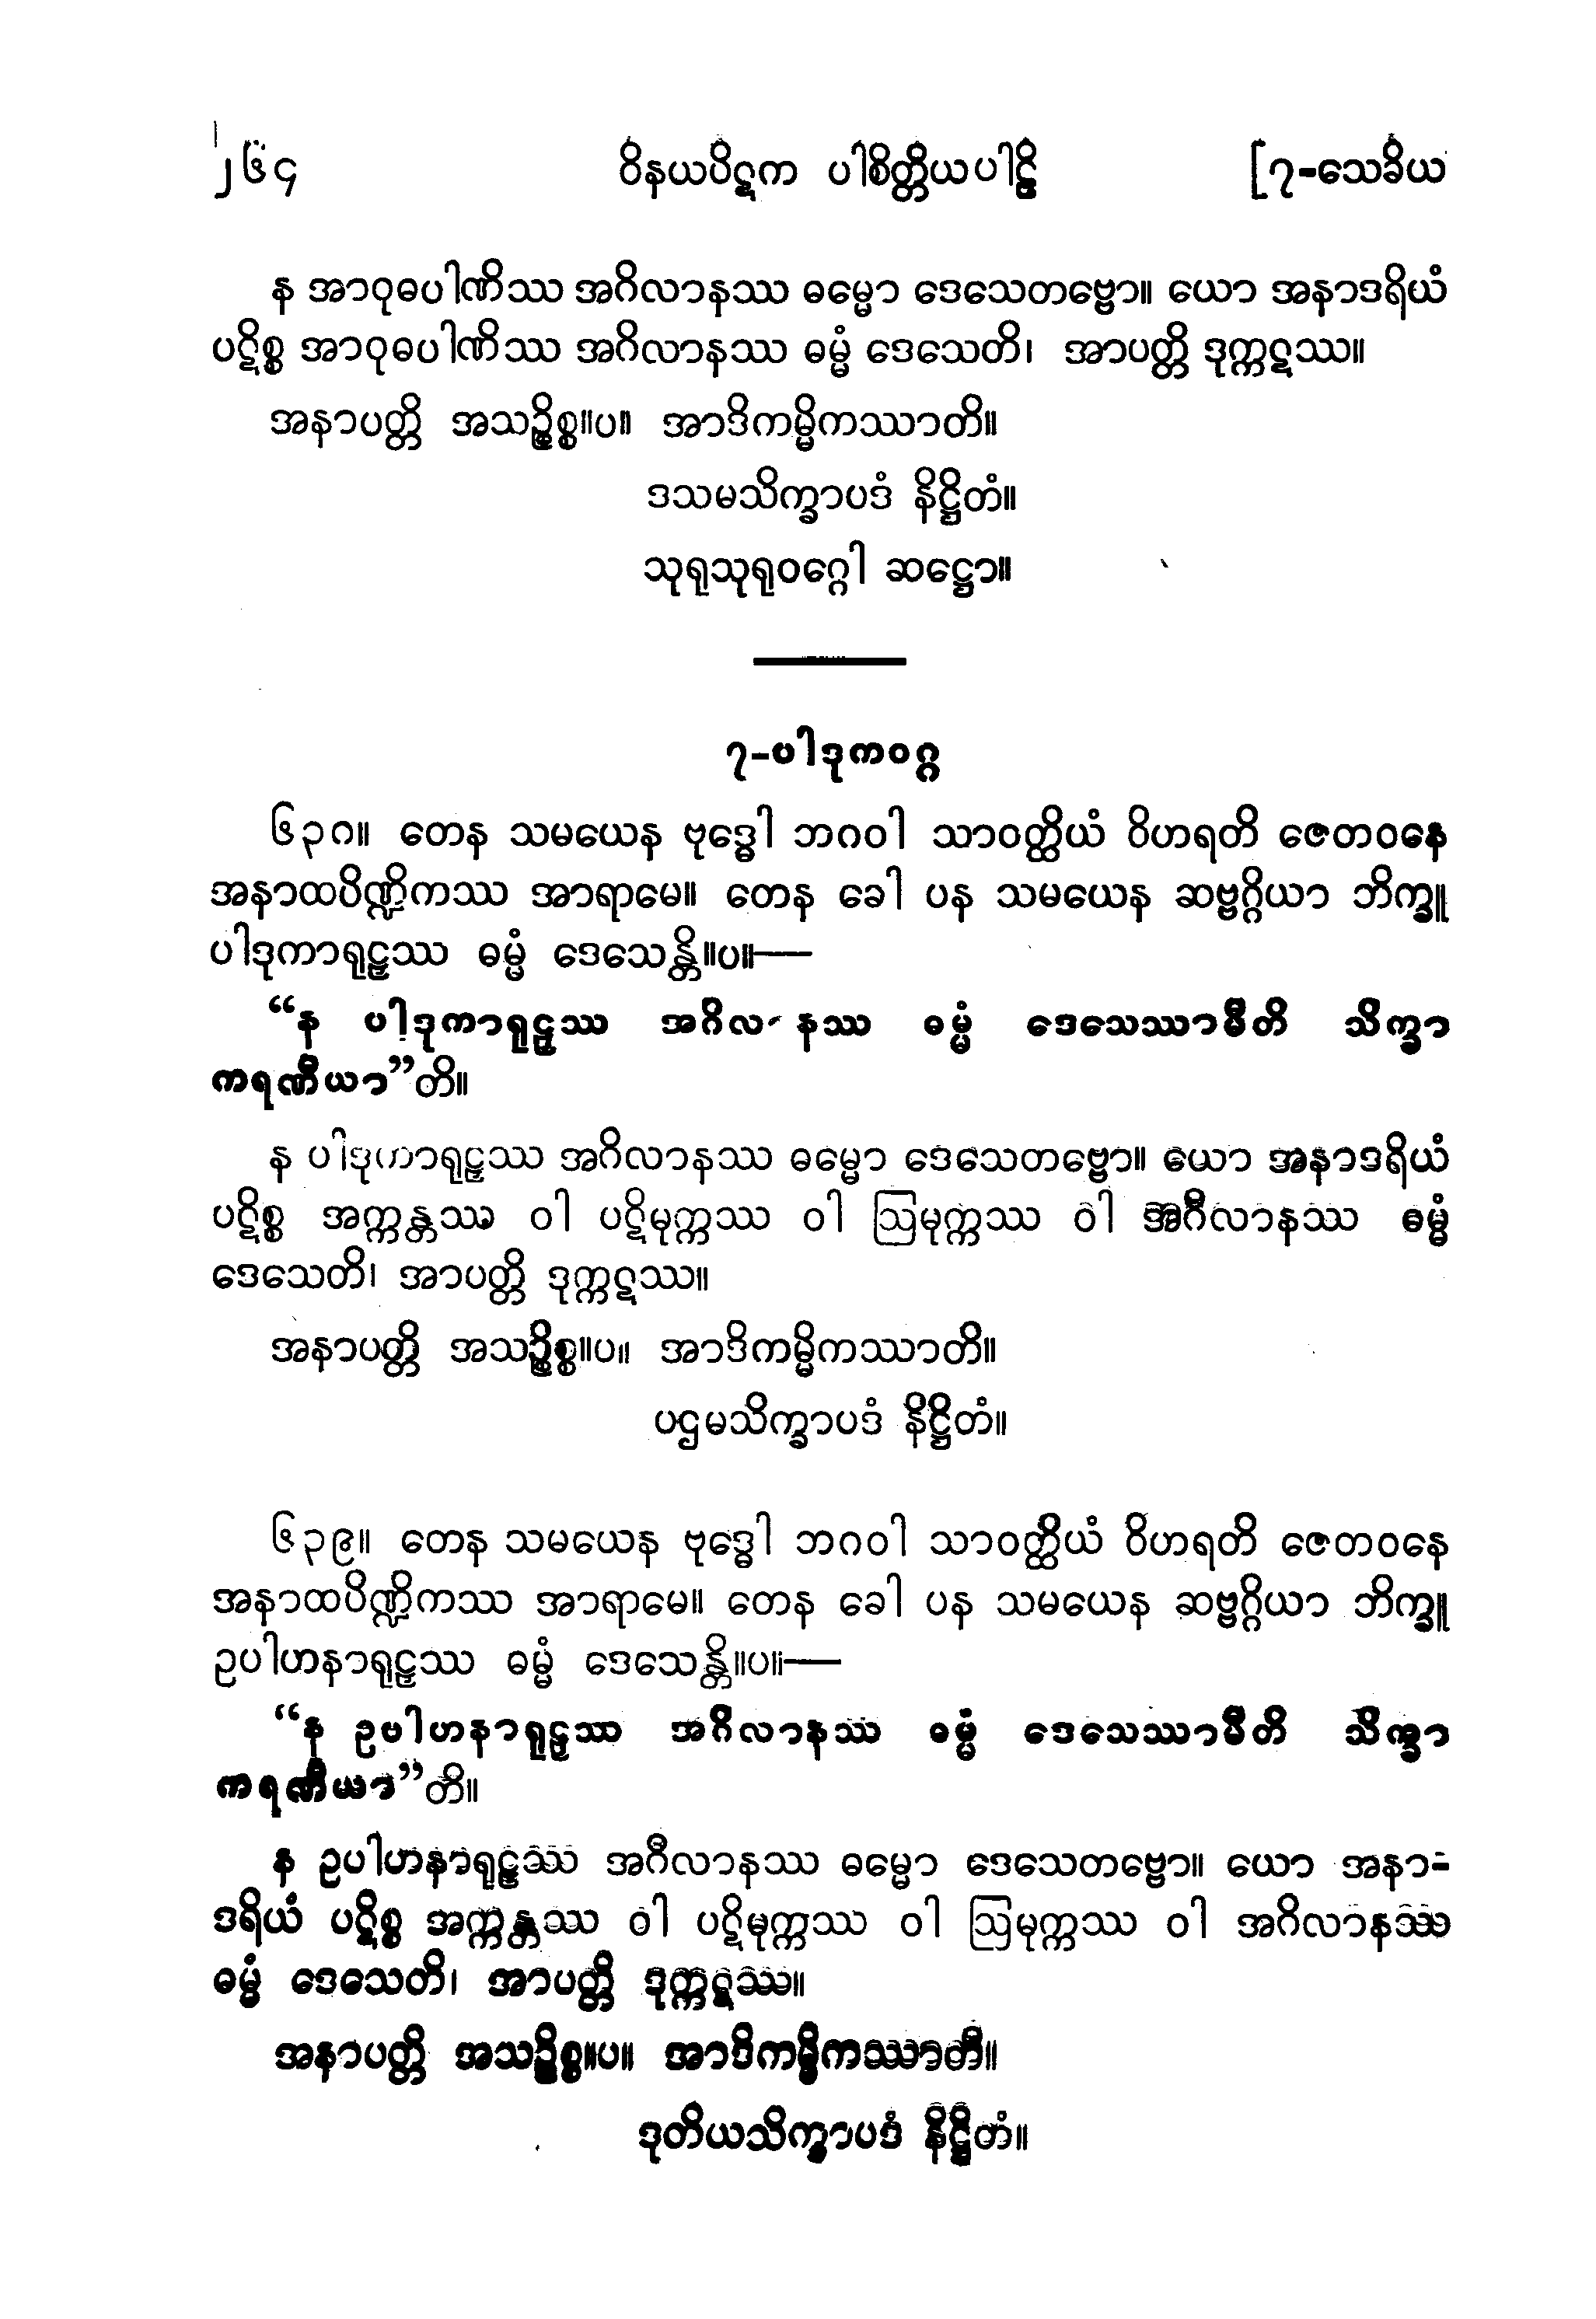 ၂၆၄ ဝိနယပိဋက ပါစိတ္တိယပါဠိ [၇-သေခိယ
န အာဝုဓပါဏိဿ အဂိလာနဿ ဓမ္မော ဒေသေတဗ္ဗော။ ယော အနာဒရိယံ
ပဋိစ္စ အာဝုဓပါဏိဿ အဂိလာနဿ ဓမ္မံ ဒေသေတိ၊ အာပတ္တိ ဒုက္ကဋဿ။
အနာပတ္တိ အသဉ္စိစ္စ။ပ။ အာဒိကမ္မိကဿာတိ။
ဒသမသိက္ခာပဒံ နိဋ္ဌိတံ။
သုရုသုရုဝဂ္ဂေါ ဆဋ္ဌော။
၇-ပါဒုကဝဂ္ဂ
၆၃၈။ တေန သမယေန ဗုဒ္ဓေါ ဘဂဝါ သာဝတ္ထိယံ ဝိဟရတိ ဇေတဝနေ
အနာထပိဏ္ဍိကဿ အာရာမေ။ တေန ခေါ ပန သမယေန ဆဗ္ဗဂ္ဂိယာ ဘိက္ခူ
ပါဒုကာရုဠှဿ ဓမ္မံ ဒေသေန္တိ။ပ။—
“န ပါဒုကာရုဠှဿ အဂိလာနဿ ဓမ္မံ ဒေသေဿာမီတိ သိက္ခာ
ကရဏီယာ”တိ။
န ပါဒုကာရုဠှဿ အဂိလာနဿ ဓမ္မော ဒေသေတဗ္ဗော။ ယော အနာဒရိယံ
ပဋိစ္စ အက္ကန္တဿ ဝါ ပဋိမုက္ကဿ ဝါ ဩမုက္ကဿ ဝါ အဂိလာနဿ ဓမ္မံ
ဒေသေတိ၊ အာပတ္တိ ဒုက္ကဋဿ။
အနာပတ္တိ အသဉ္စိစ္စ။ပ။ အာဒိကမ္မိကဿာတိ။
ပဌမသိက္ခာပဒံ နိဋ္ဌိတံ။
၆၃၉။ တေန သမယေန ဗုဒ္ဓေါ ဘဂဝါ သာဝတ္ထိယံ ဝိဟရတိ ဇေတဝနေ
အနာထပိဏ္ဍိကဿ အာရာမေ။ တေန ခေါ ပန သမယေန ဆဗ္ဗဂ္ဂိယာ ဘိက္ခူ
ဥပါဟနာရုဠှဿ ဓမ္မံ ဒေသေန္တိ။ပ။—
“န ဥပါဟနာရုဠှဿ အဂိလာနဿ ဓမ္မံ ဒေသေဿာမီတိ သိက္ခာ
ကရဏီယာ”တိ။
န ဥပါဟနာရုဠှဿ အဂိလာနဿ ဓမ္မော ဒေသေတဗ္ဗော။ ယော အနာ-
ဒရိယံ ပဋိစ္စ အက္ကန္တဿ ဝါ ပဋိမုက္ကဿ ဝါ ဩမုက္ကဿ ဝါ အဂိလာနဿ
ဓမ္မံ ဒေသေတိ၊ အာပတ္တိ ဒုက္ကဋဿ။
အနာပတ္တိ အသဉ္စိစ္စ။ပ။ အာဒိကမ္မိကဿာတိ။
ဒုတိယသိက္ခာပဒံ နိဋ္ဌိတံ။